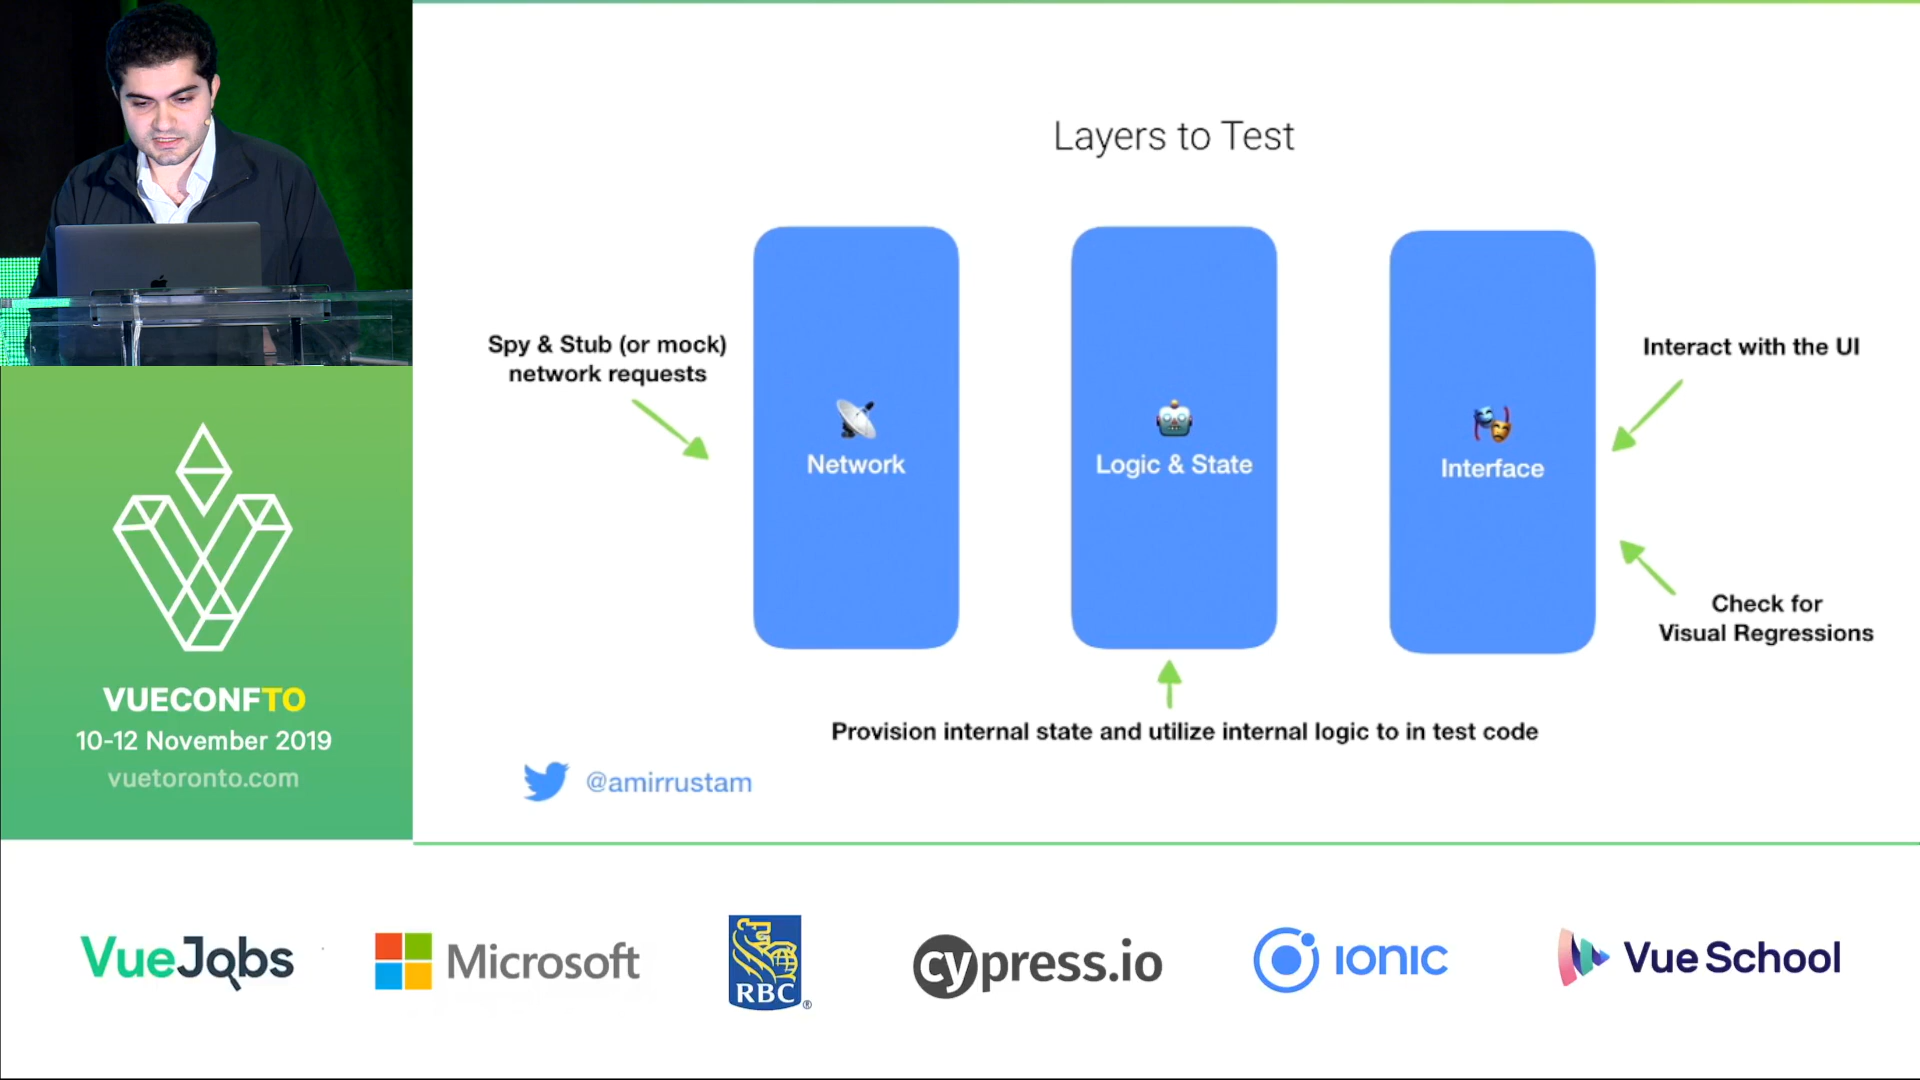 Layers to Test
Spy & Stub (or mock)
network requests
Network
Logic & State
Interface
Interact with the UI
Check for
Visual Regressions
Provision internal state and utilize internal logic to in test code
@amirrustam
VUECONFTO
10-12 November 2019
vuetoronto.com
VueJobs
Microsoft
RBC
®
cypress.io
ionic
Vue School